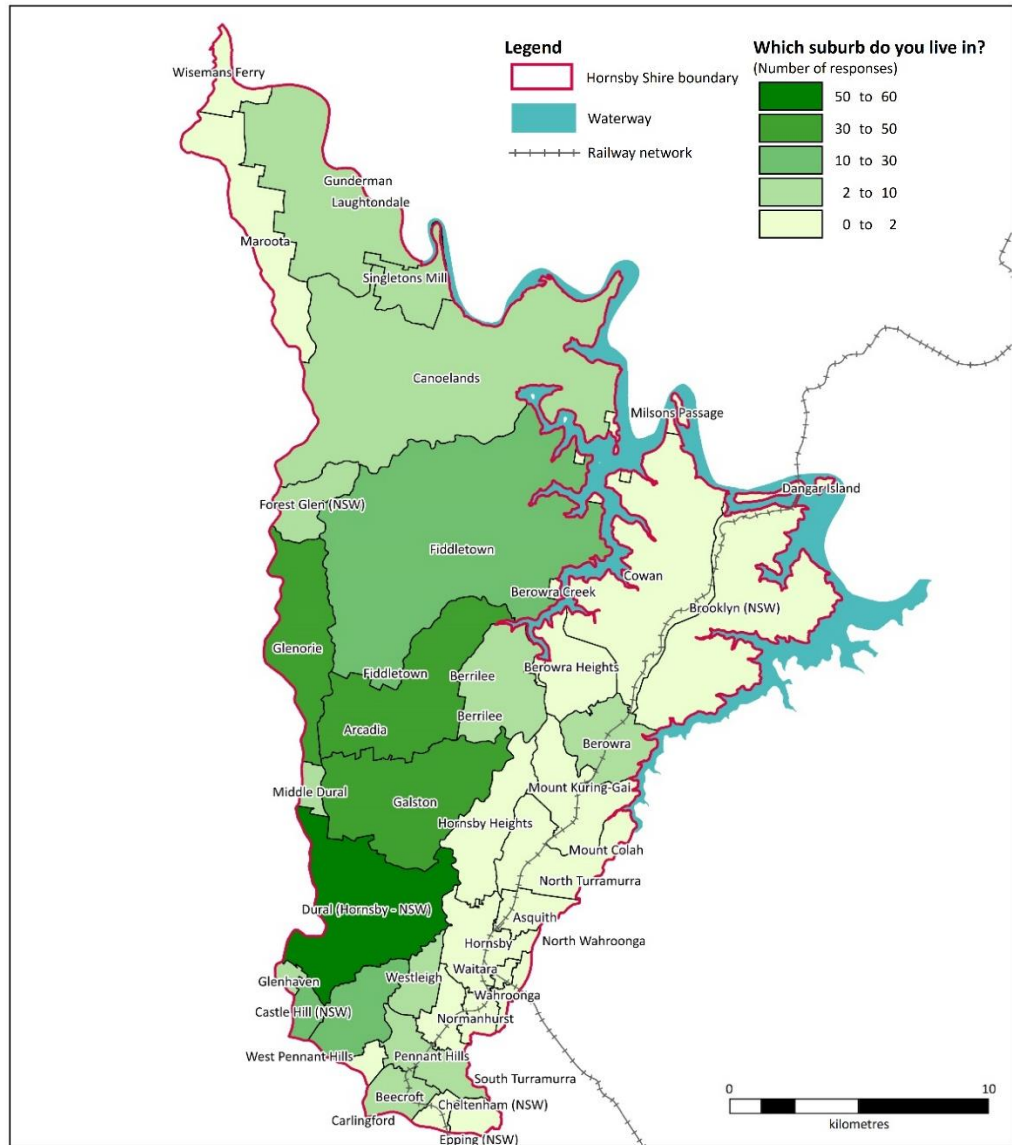 Legend
Hornsby Shire boundary
Waterway
Railway network
Which suburb do you live in?
(Number of responses)
50 to 60
30 to 50
10 to 30
2 to 10
0 to 2
Wisemans Ferry
Gunderman
Laughtondale
Maroota
Singletons Mill
Canoelands
Milsons Passage
Dangar Island
Forest Glen (NSW)
Fiddletown
Cowan
Berowra Creek
Brooklyn (NSW)
Glenorie
Berowra Heights
Fiddletown
Berrilee
Berrilee
Arcadia
Berowra
Middle Dural
Galston
Mount Kuring-Gai
Hornsby Heights
Mount Colah
North Turramurra
Dural (Hornsby - NSW)
Asquith
Hornsby
North Wahroonga
Waitara
Westleigh
Glenhaven
Wahroonga
Castle Hill (NSW)
Normanhurst
West Pennant Hills
Pennant Hills
South Turramurra
Beecroft
Cheltenham (NSW)
Carlingford
Epping (NSW)
0 10
kilometres